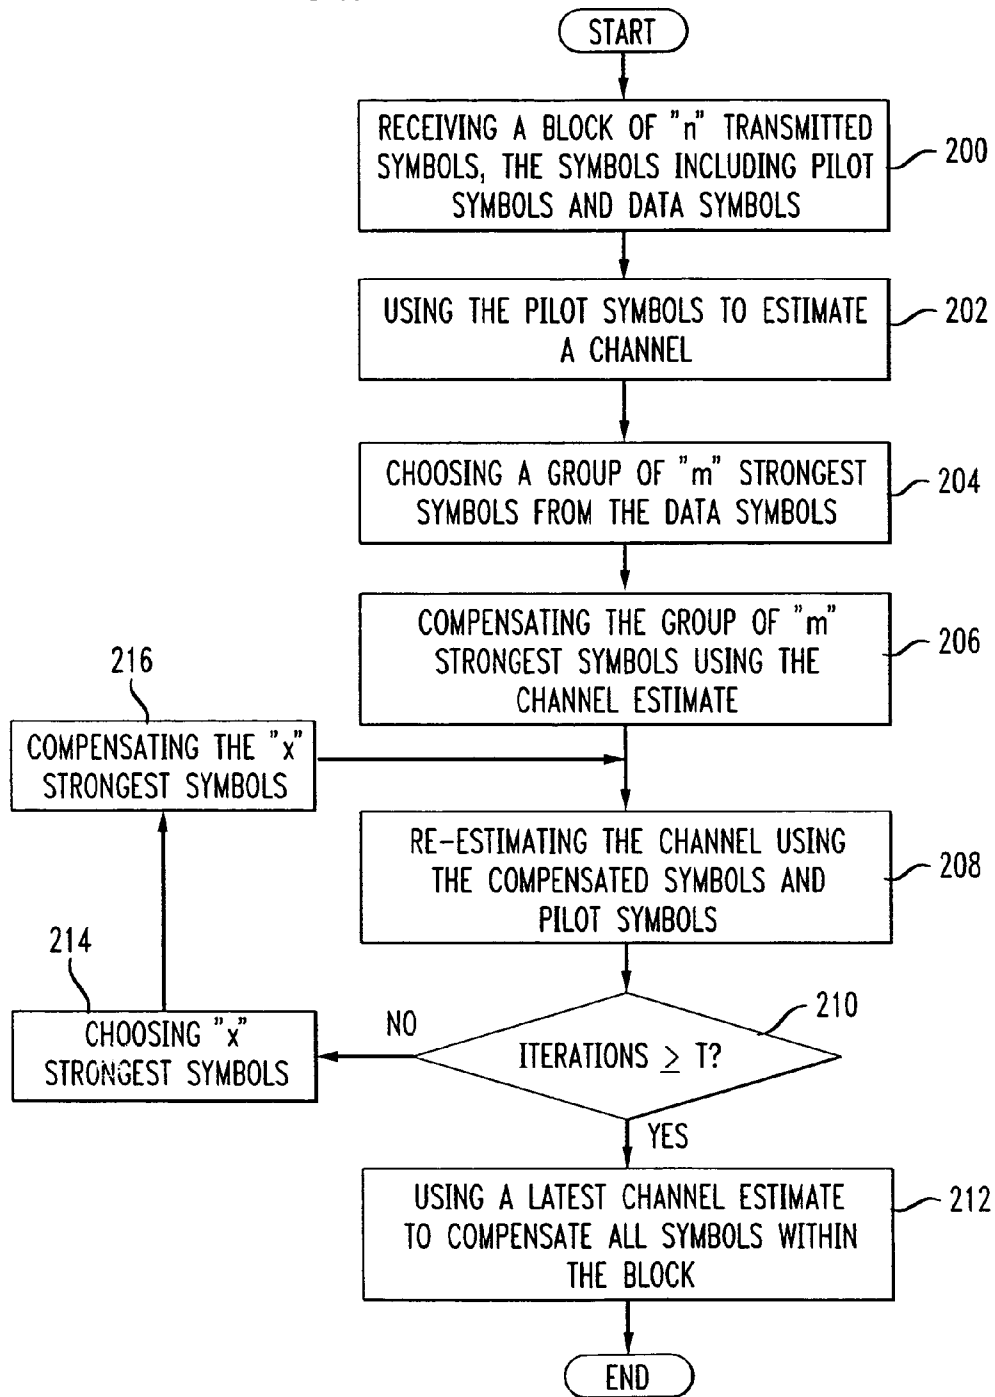 START
RECEIVING A BLOCK OF "n" TRANSMITTED
SYMBOLS, THE SYMBOLS INCLUDING PILOT
SYMBOLS AND DATA SYMBOLS
200
USING THE PILOT SYMBOLS TO ESTIMATE
A CHANNEL
202
CHOOSING A GROUP OF "m" STRONGEST
SYMBOLS FROM THE DATA SYMBOLS
204
COMPENSATING THE GROUP OF "m"
STRONGEST SYMBOLS USING THE
CHANNEL ESTIMATE
206
216
COMPENSATING THE "x"
STRONGEST SYMBOLS
RE-ESTIMATING THE CHANNEL USING
THE COMPENSATED SYMBOLS AND
PILOT SYMBOLS
208
214
CHOOSING "x"
STRONGEST SYMBOLS
NO
ITERATIONS ≥ T?
210
YES
USING A LATEST CHANNEL ESTIMATE
TO COMPENSATE ALL SYMBOLS WITHIN
THE BLOCK
212
END